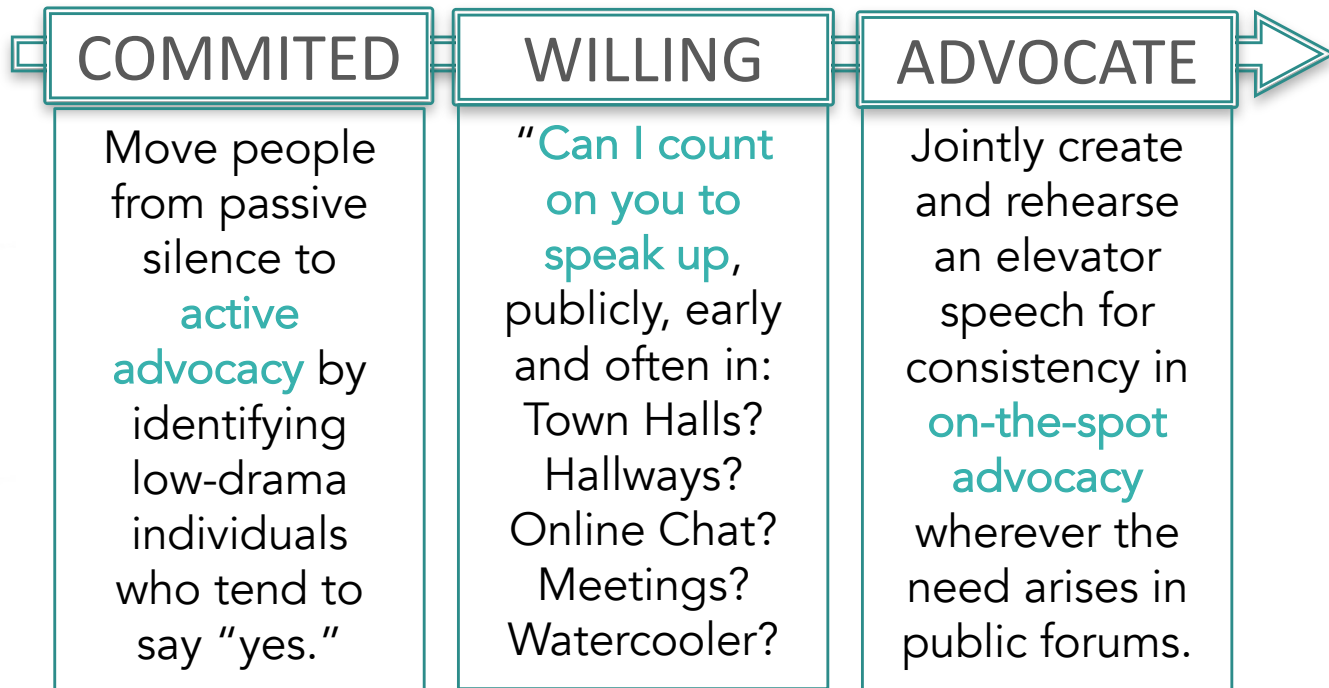 COMMITED
Move people
from passive
silence to
active
advocacy by
identifying
low-drama
individuals
who tend to
say “yes.”
WILLING
“Can I count
on you to
speak up,
publicly, early
and often in:
Town Halls?
Hallways?
Online Chat?
Meetings?
Watercooler?
ADVOCATE
Jointly create
and rehearse
an elevator
speech for
consistency in
on-the-spot
advocacy
wherever the
need arises in
public forums.